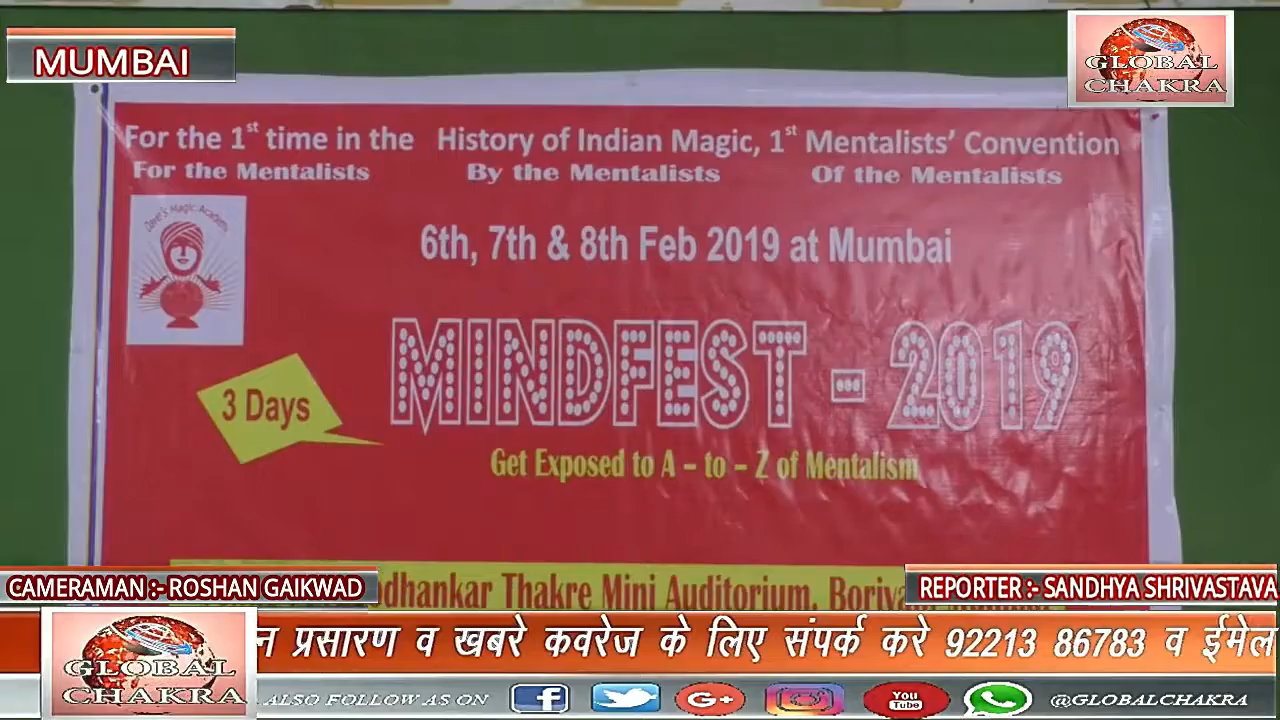 MUMBAI
GLOBAL
CHAKRA
For the 1st time in the History of Indian Magic, 1st Mentalists' Convention
For the Mentalists By the Mentalists Of the Mentalists
Dave's Magic Academy
6th, 7th & 8th Feb 2019 at Mumbai
MINDFEST - 2019
3 Days
Get Exposed to A – to – Z of Mentalism
Thakre Mini Auditorium,
CAMERAMAN :- ROSHAN GAIKWAD
REPORTER :- SANDHYA SHRIVASTAVA
प्रसारण व खबरे कवरेज के लिए संपर्क करे 92213 86783 व ईमेल
GLOBAL
CHAKRA
ALSO FOLLOW AS ON
You
Tube
@GLOBALCHAKRA